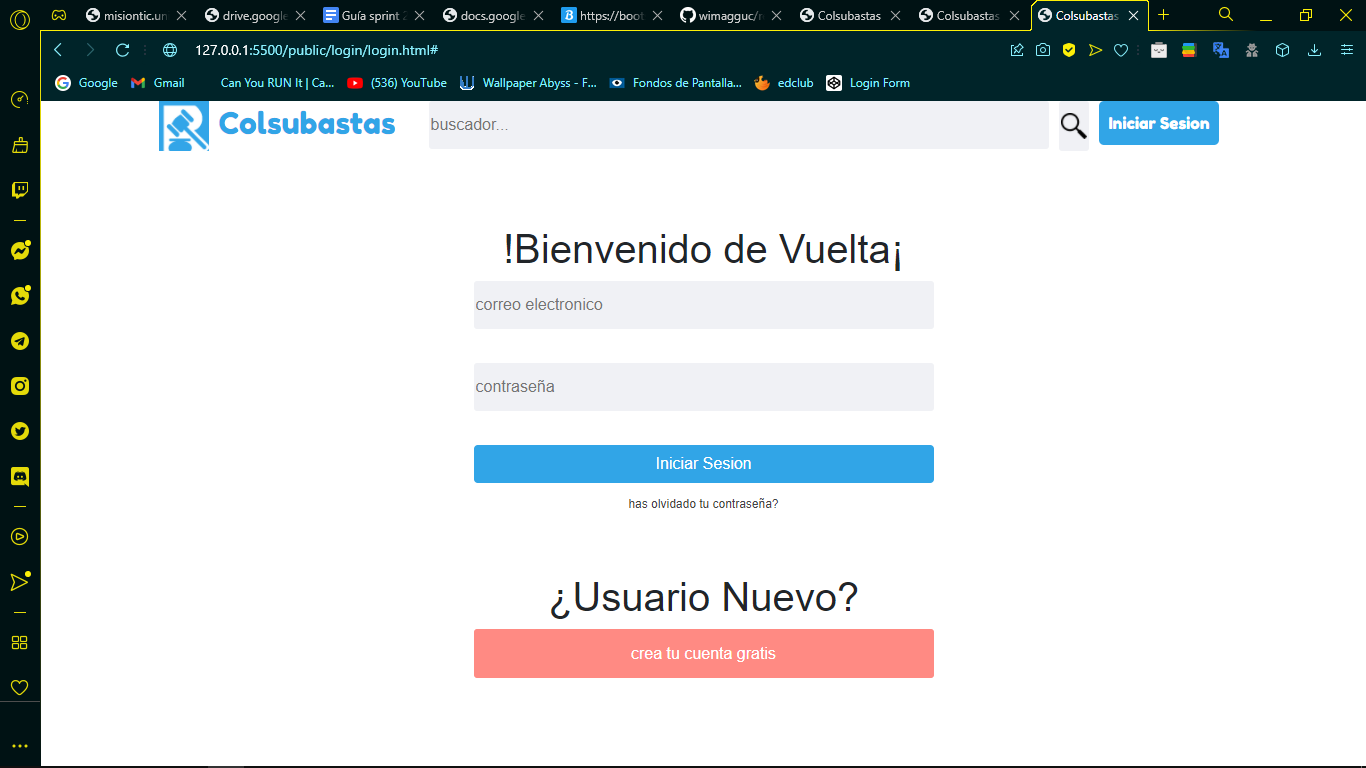 misiontic.un
drive.google
Guía sprint 2
docs.google
https://boot
wimagguc/r
Colsubastas
Colsubastas
Colsubastas
127.0.0.1:5500/public/login/login.html#
Google
Gmail
Can You RUN It | Ca...
(536) YouTube
Wallpaper Abyss - F...
Fondos de Pantalla...
edclub
Login Form
Colsubastas
buscador...
Iniciar Sesion
!Bienvenido de Vuelta¡
correo electronico
contraseña
Iniciar Sesion
has olvidado tu contraseña?
¿Usuario Nuevo?
crea tu cuenta gratis